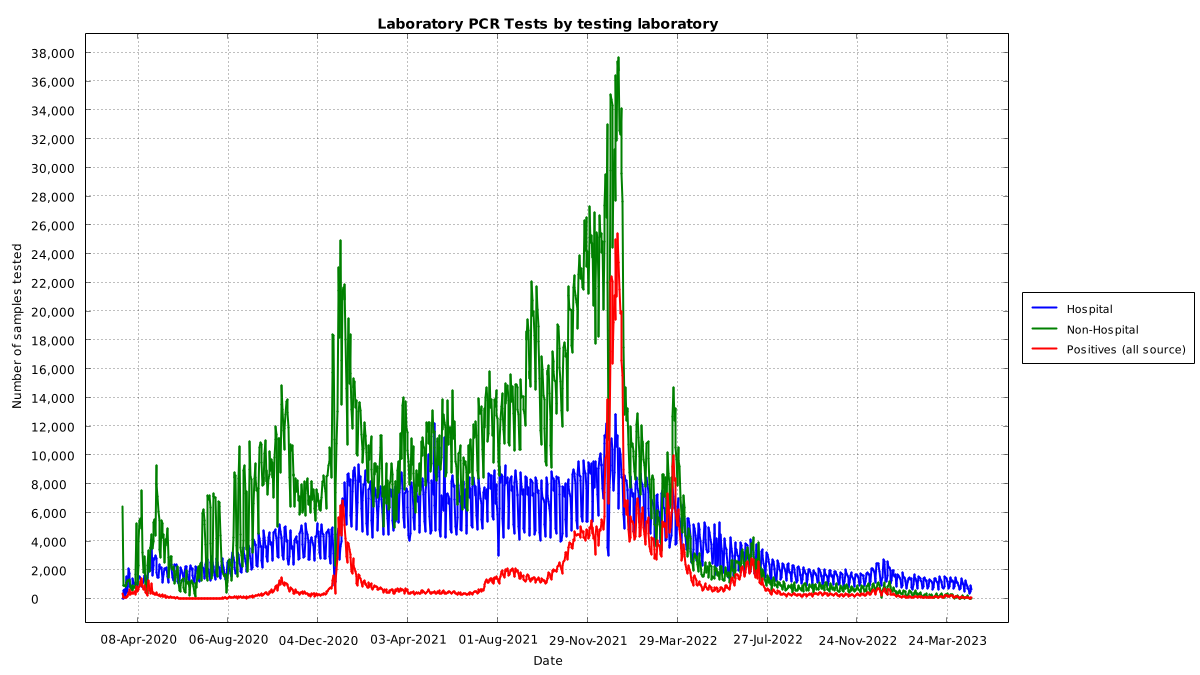 Laboratory PCR Tests by testing laboratory
38,000
36,000
34,000
32,000
30,000
28,000
26,000
24,000
22,000
20,000
18,000
16,000
14,000
12,000
10,000
8,000
6,000
4,000
2,000
0
Number of samples tested
08-Apr-2020 06-Aug-2020 04-Dec-2020 03-Apr-2021 01-Aug-2021 29-Nov-2021 29-Mar-2022 27-Jul-2022 24-Nov-2022 24-Mar-2023
Date
Hospital
Non-Hospital
Positives (all source)